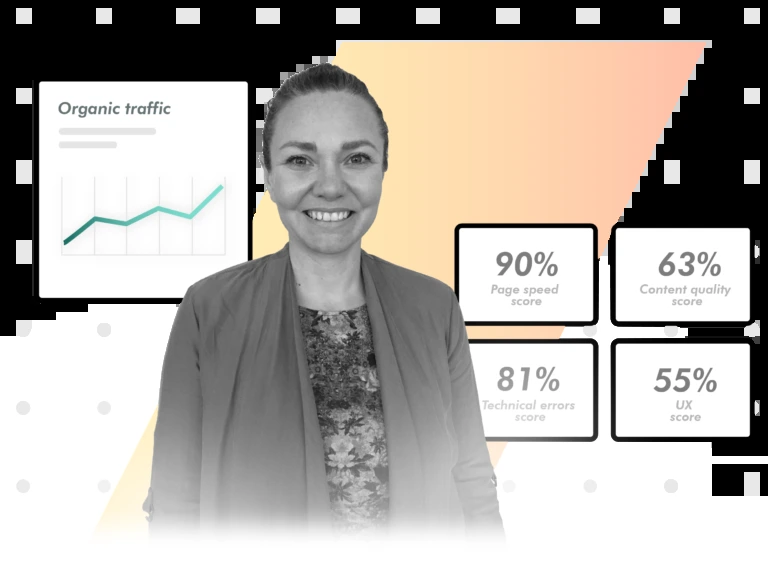 Organic traffic
90%
Page speed
score
63%
Content quality
score
81%
Technical errors
score
55%
UX
score